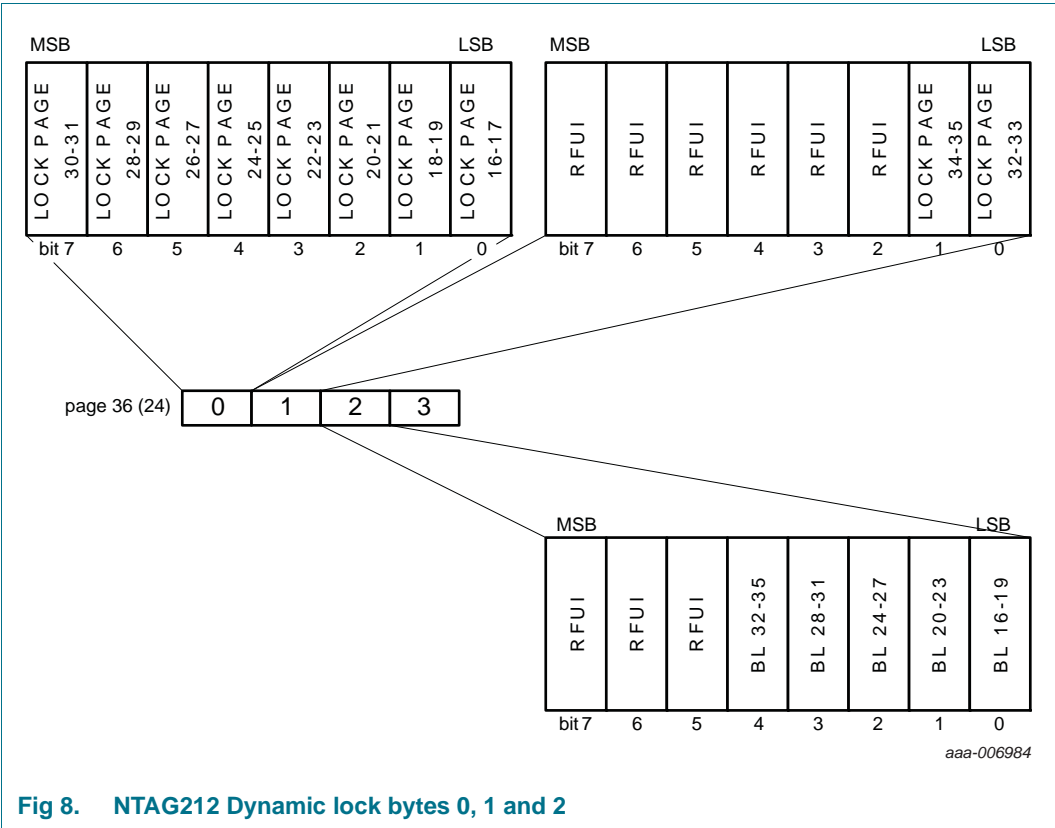 MSB LSB MSB LSB
LOCK PAGE 30-31 LOCK PAGE 28-29 LOCK PAGE 26-27 LOCK PAGE 24-25 LOCK PAGE 22-23 LOCK PAGE 20-21 LOCK PAGE 18-19 LOCK PAGE 16-17 RFUI RFUI RFUI RFUI RFUI RFUI LOCK PAGE 34-35 LOCK PAGE 32-33
bit 7 6 5 4 3 2 1 0 bit 7 6 5 4 3 2 1 0
page 36 (24) 0 1 2 3
MSB LSB
RFUI RFUI RFUI BL 32-35 BL 28-31 BL 24-27 BL 20-23 BL 16-19
bit 7 6 5 4 3 2 1 0
aaa-006984
Fig 8. NTAG212 Dynamic lock bytes 0, 1 and 2